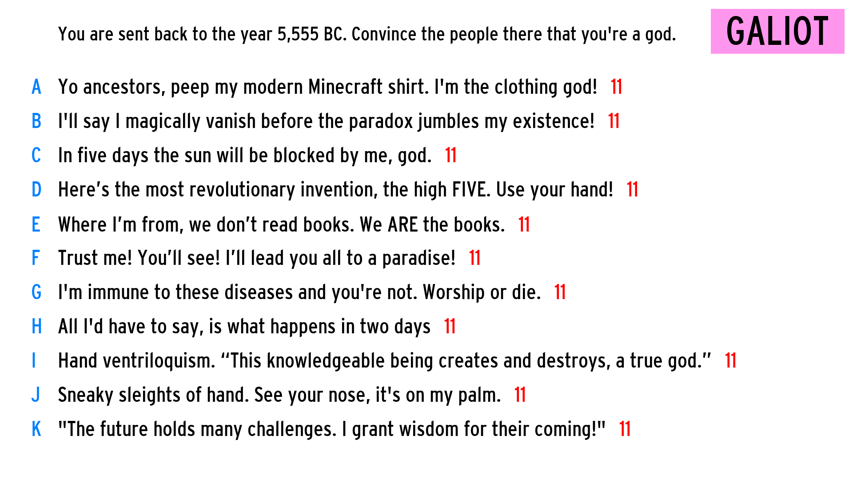 You are sent back to the year 5,555 BC. Convince the people there that you're a god.
GALIOT
A Yo ancestors, peep my modern Minecraft shirt. I'm the clothing god! 11
B I'll say I magically vanish before the paradox jumbles my existence! 11
C In five days the sun will be blocked by me, god. 11
D Here’s the most revolutionary invention, the high FIVE. Use your hand! 11
E Where I’m from, we don’t read books. We ARE the books. 11
F Trust me! You’ll see! I’ll lead you all to a paradise! 11
G I'm immune to these diseases and you're not. Worship or die. 11
H All I'd have to say, is what happens in two days 11
I Hand ventriloquism. “This knowledgeable being creates and destroys, a true god.” 11
J Sneaky sleights of hand. See your nose, it's on my palm. 11
K "The future holds many challenges. I grant wisdom for their coming!" 11